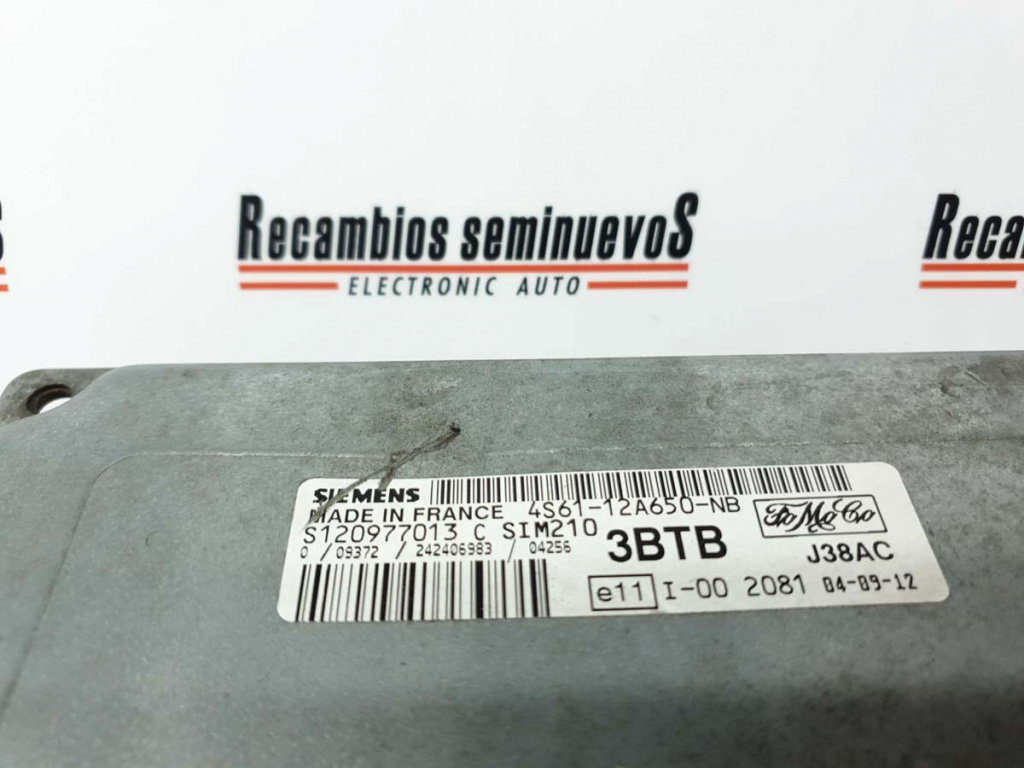 Recambios seminuevoS
ELECTRONIC AUTO
Reca
SIEMENS
MADE IN FRANCE 4S61-12A650-NB FoMoCo
S120977013 C SIM210 3BTB J38AC
0 / 09372 / 242406983 / 04256
e11 I-00 2081 04-09-12